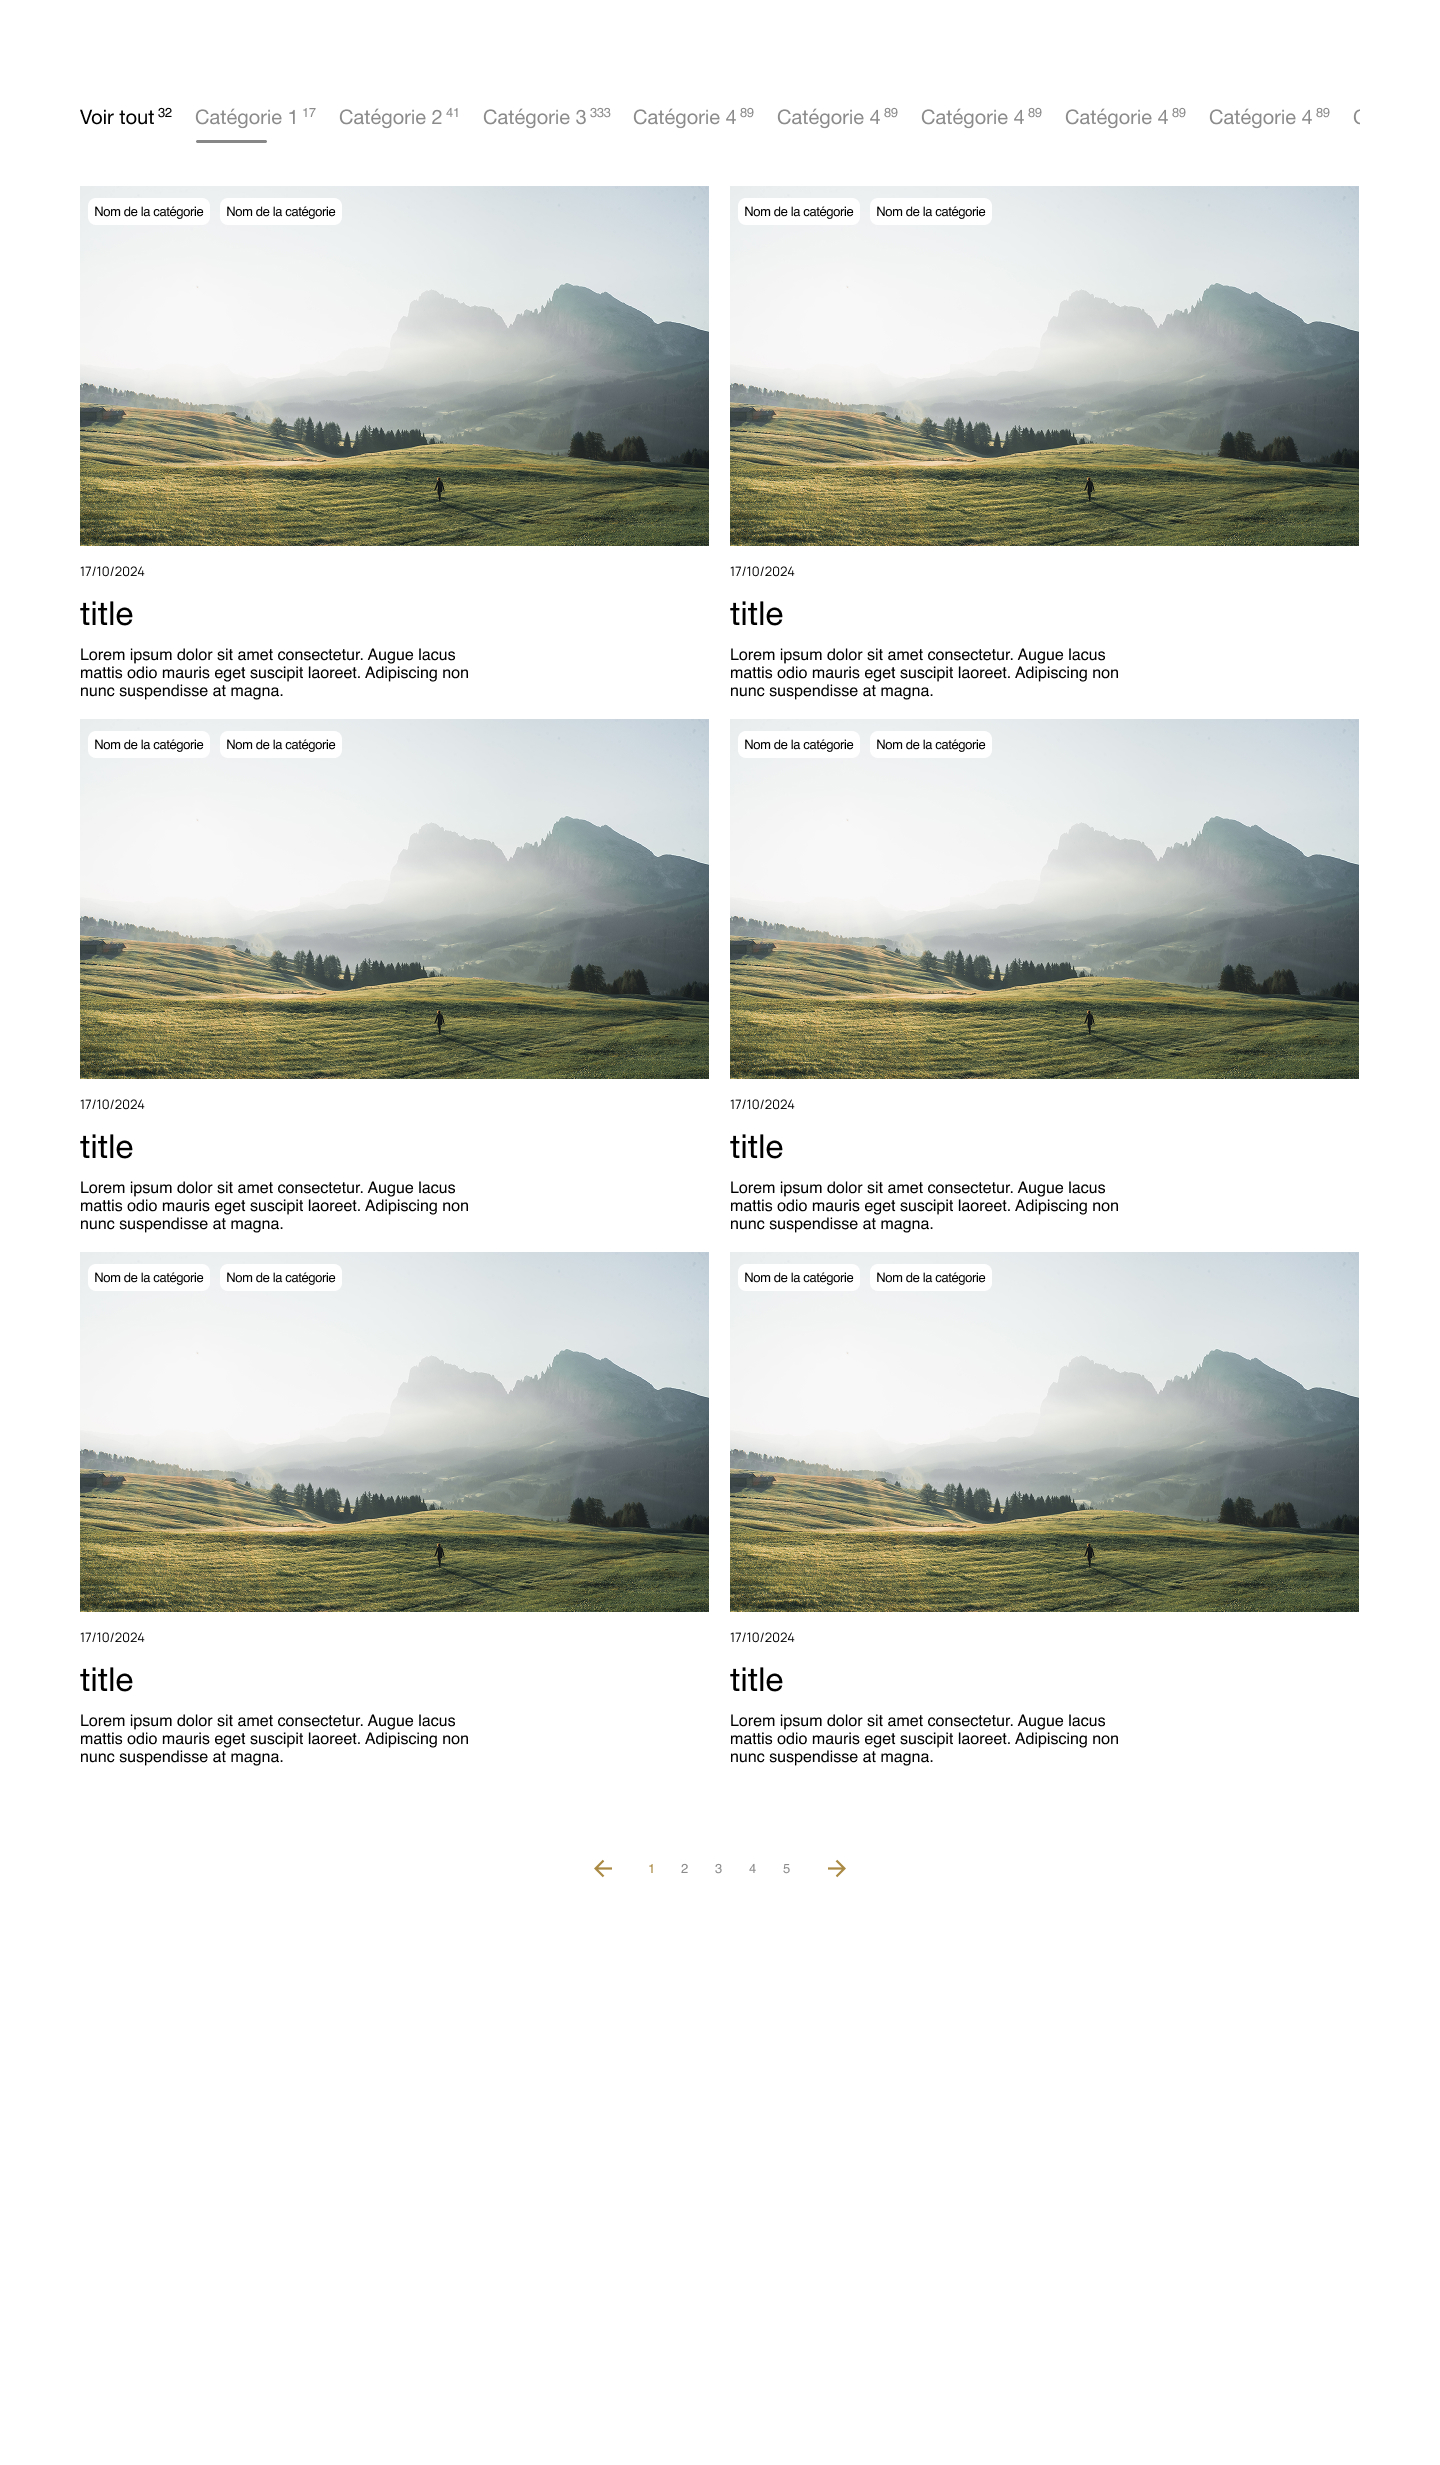 Voir tout 32 Catégorie 1 17 Catégorie 2 41 Catégorie 3 333 Catégorie 4 89 Catégorie 4 89 Catégorie 4 89 Catégorie 4 89 Catégorie 4 89
Nom de la catégorie Nom de la catégorie
17/10/2024
title
Lorem ipsum dolor sit amet consectetur. Augue lacus
mattis odio mauris eget suscipit laoreet. Adipiscing non
nunc suspendisse at magna.
Nom de la catégorie Nom de la catégorie
17/10/2024
title
Lorem ipsum dolor sit amet consectetur. Augue lacus
mattis odio mauris eget suscipit laoreet. Adipiscing non
nunc suspendisse at magna.
Nom de la catégorie Nom de la catégorie
17/10/2024
title
Lorem ipsum dolor sit amet consectetur. Augue lacus
mattis odio mauris eget suscipit laoreet. Adipiscing non
nunc suspendisse at magna.
Nom de la catégorie Nom de la catégorie
17/10/2024
title
Lorem ipsum dolor sit amet consectetur. Augue lacus
mattis odio mauris eget suscipit laoreet. Adipiscing non
nunc suspendisse at magna.
Nom de la catégorie Nom de la catégorie
17/10/2024
title
Lorem ipsum dolor sit amet consectetur. Augue lacus
mattis odio mauris eget suscipit laoreet. Adipiscing non
nunc suspendisse at magna.
Nom de la catégorie Nom de la catégorie
17/10/2024
title
Lorem ipsum dolor sit amet consectetur. Augue lacus
mattis odio mauris eget suscipit laoreet. Adipiscing non
nunc suspendisse at magna.
1 2 3 4 5